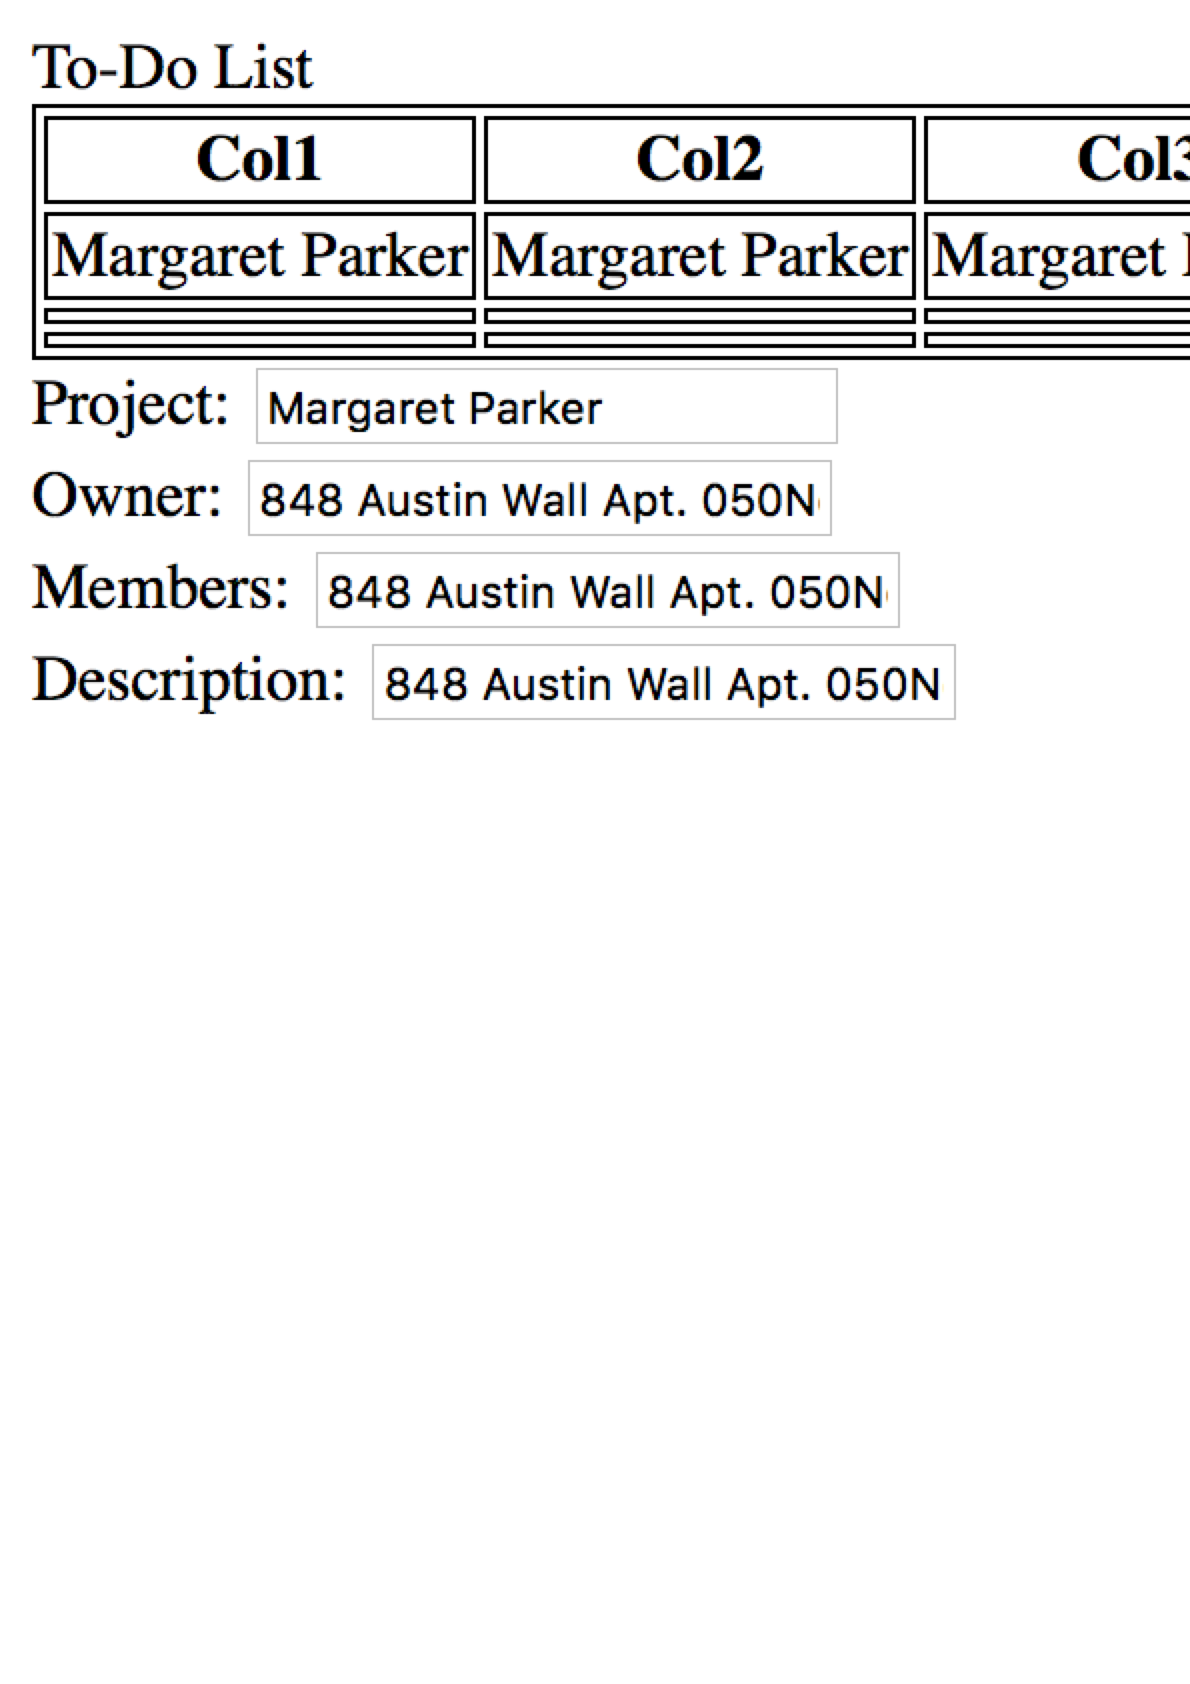 To-Do List
Col1 Col2 Col3
Margaret Parker Margaret Parker Margaret
Project: Margaret Parker
Owner: 848 Austin Wall Apt. 050N
Members: 848 Austin Wall Apt. 050N
Description: 848 Austin Wall Apt. 050N